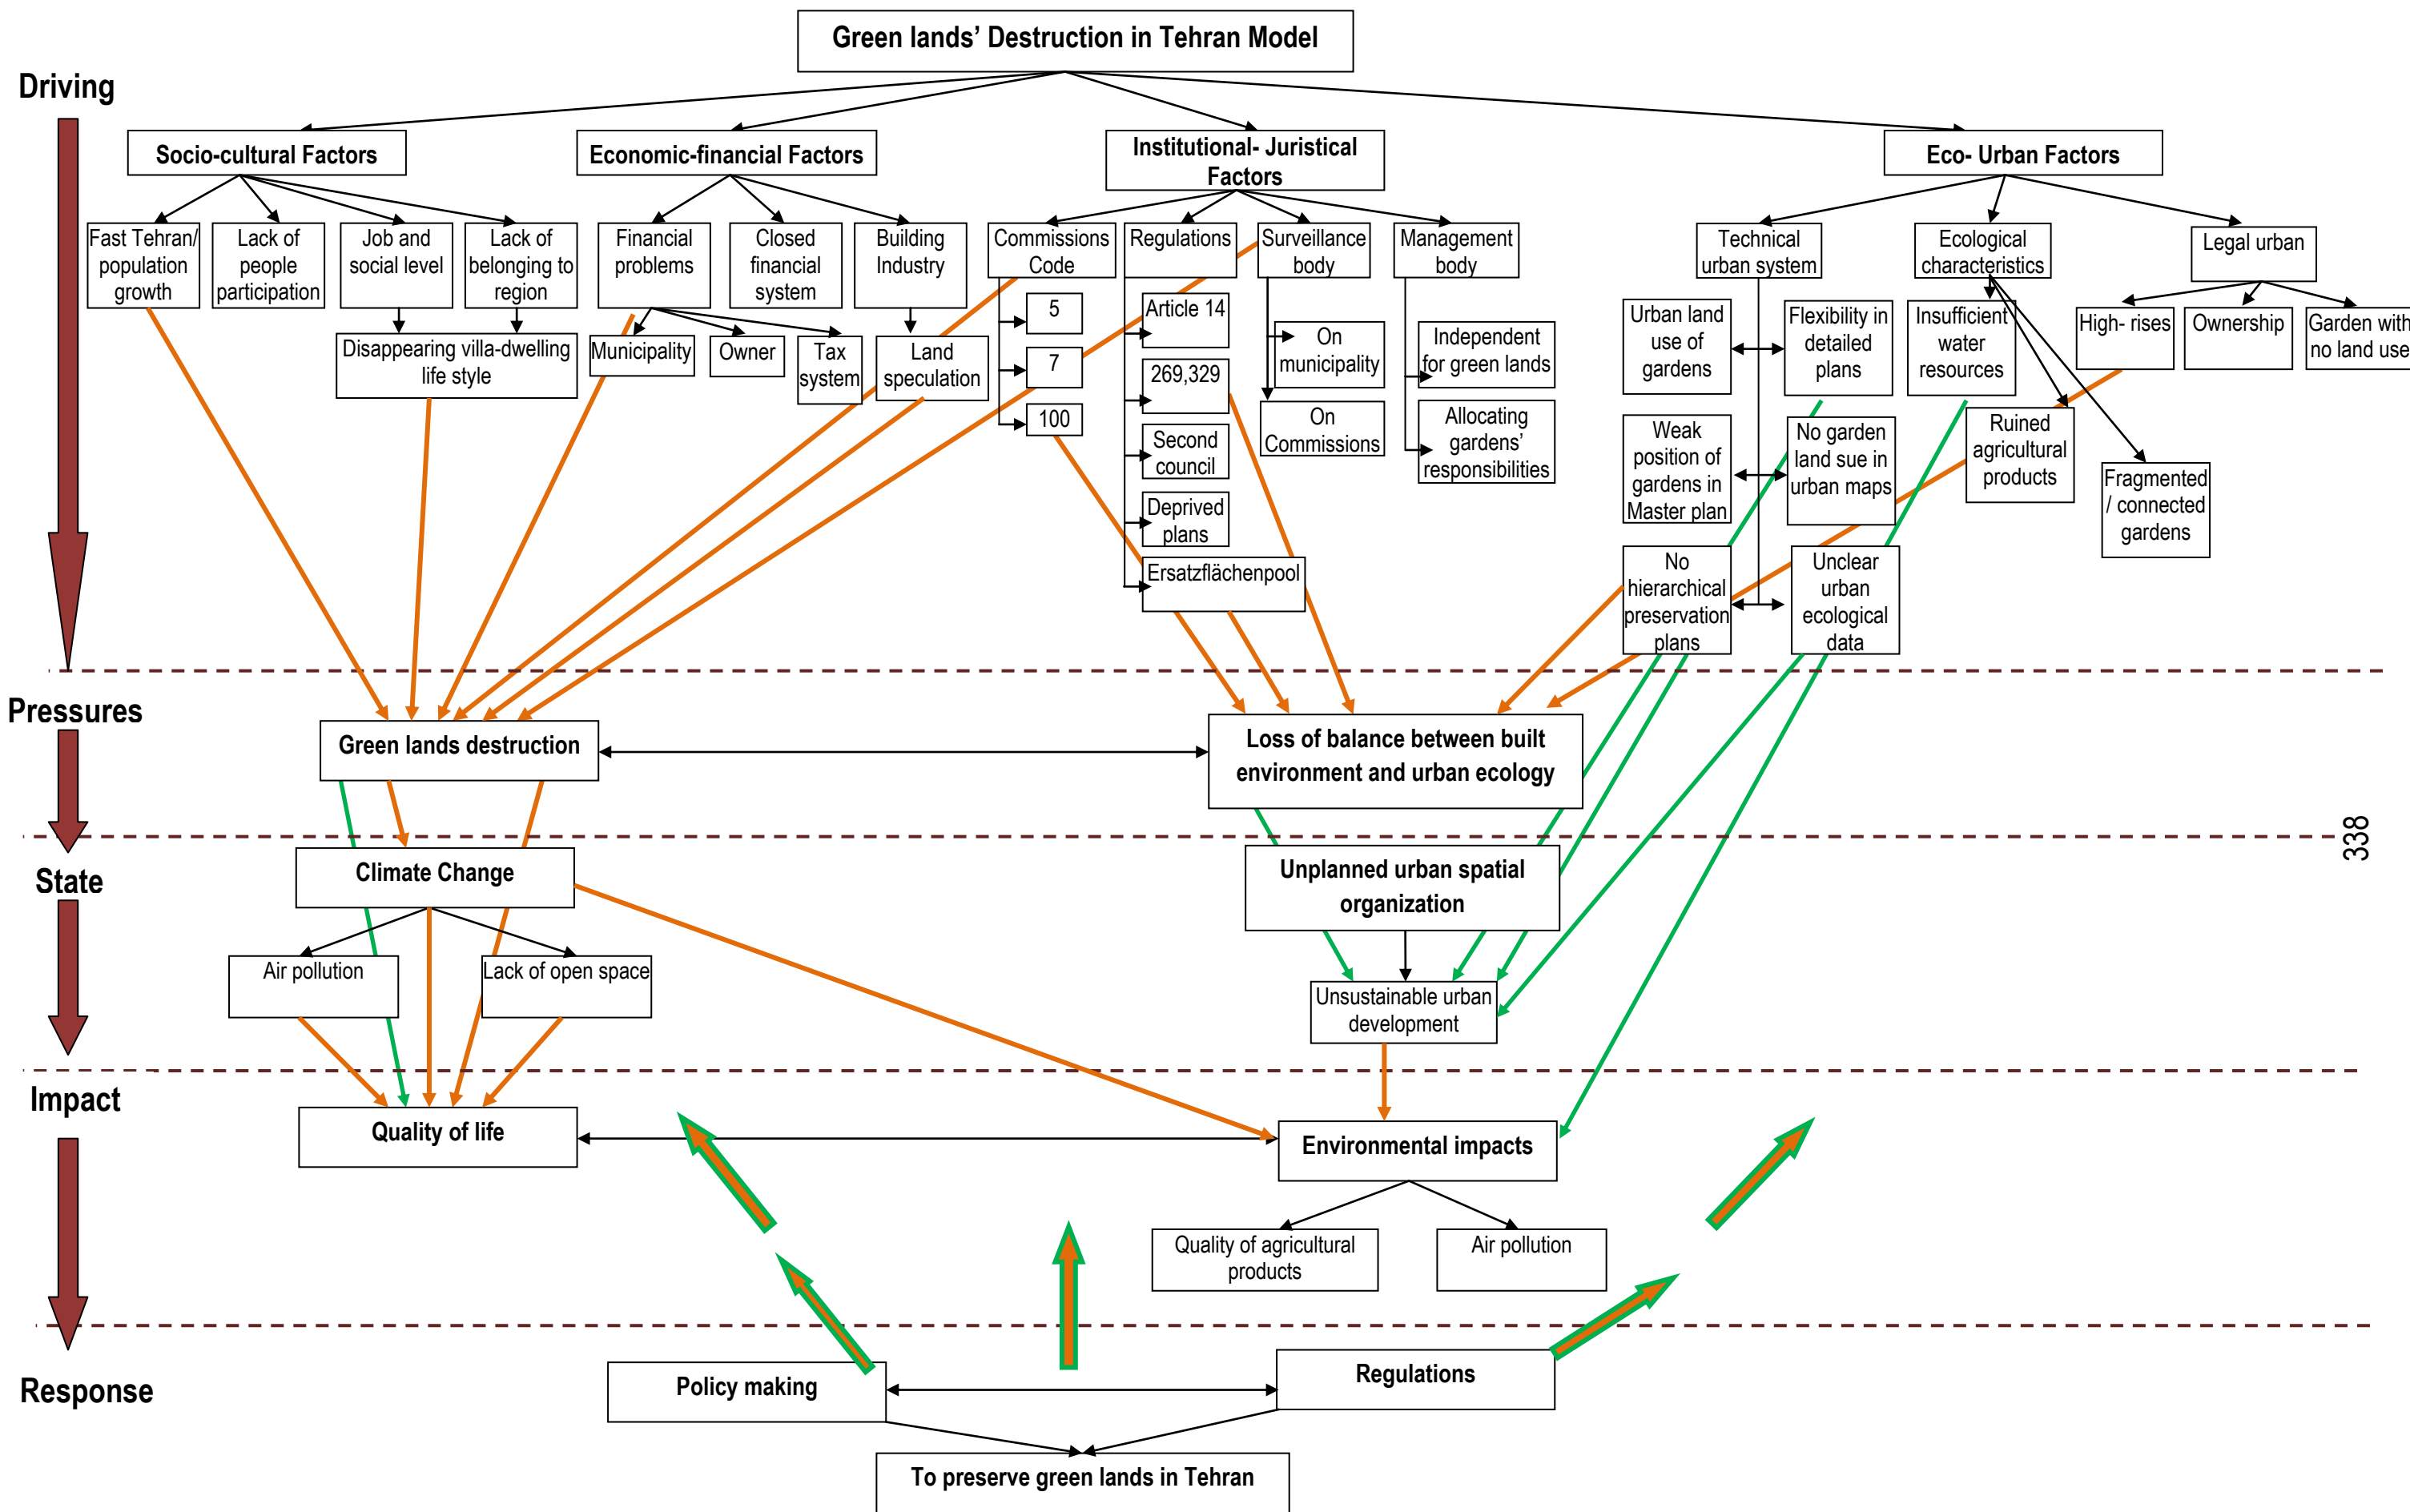 Green lands’ Destruction in Tehran Model
Driving
Socio-cultural Factors
Economic-financial Factors
Institutional- Juristical
Factors
Eco- Urban Factors
Fast Tehran/
population
growth
Lack of
people
participation
Job and
social level
Lack of
belonging to
region
Financial
problems
Closed
financial
system
Building
Industry
Commissions
Code
Regulations
Surveillance
body
Management
body
Technical
urban system
Ecological
characteristics
Legal urban
Disappearing villa-dwelling
life style
Municipality
Owner
Tax
system
Land
speculation
5
7
100
Article 14
269,329
Second
council
Deprived
plans
Ersatzflächenpool
On
municipality
On
Commissions
Independent
for green lands
Allocating
gardens’
responsibilities
Urban land
use of
gardens
Flexibility in
detailed
plans
Weak
position of
gardens in
Master plan
No garden
land sue in
urban maps
No
hierarchical
preservation
plans
Unclear
urban
ecological
data
Insufficient
water
resources
Ruined
agricultural
products
Fragmented
/ connected
gardens
High- rises
Ownership
Garden with
no land use
Pressures
Green lands destruction
Loss of balance between built
environment and urban ecology
338
State
Climate Change
Unplanned urban spatial
organization
Air pollution
Lack of open space
Unsustainable urban
development
Impact
Quality of life
Environmental impacts
Quality of agricultural
products
Air pollution
Response
Policy making
Regulations
To preserve green lands in Tehran